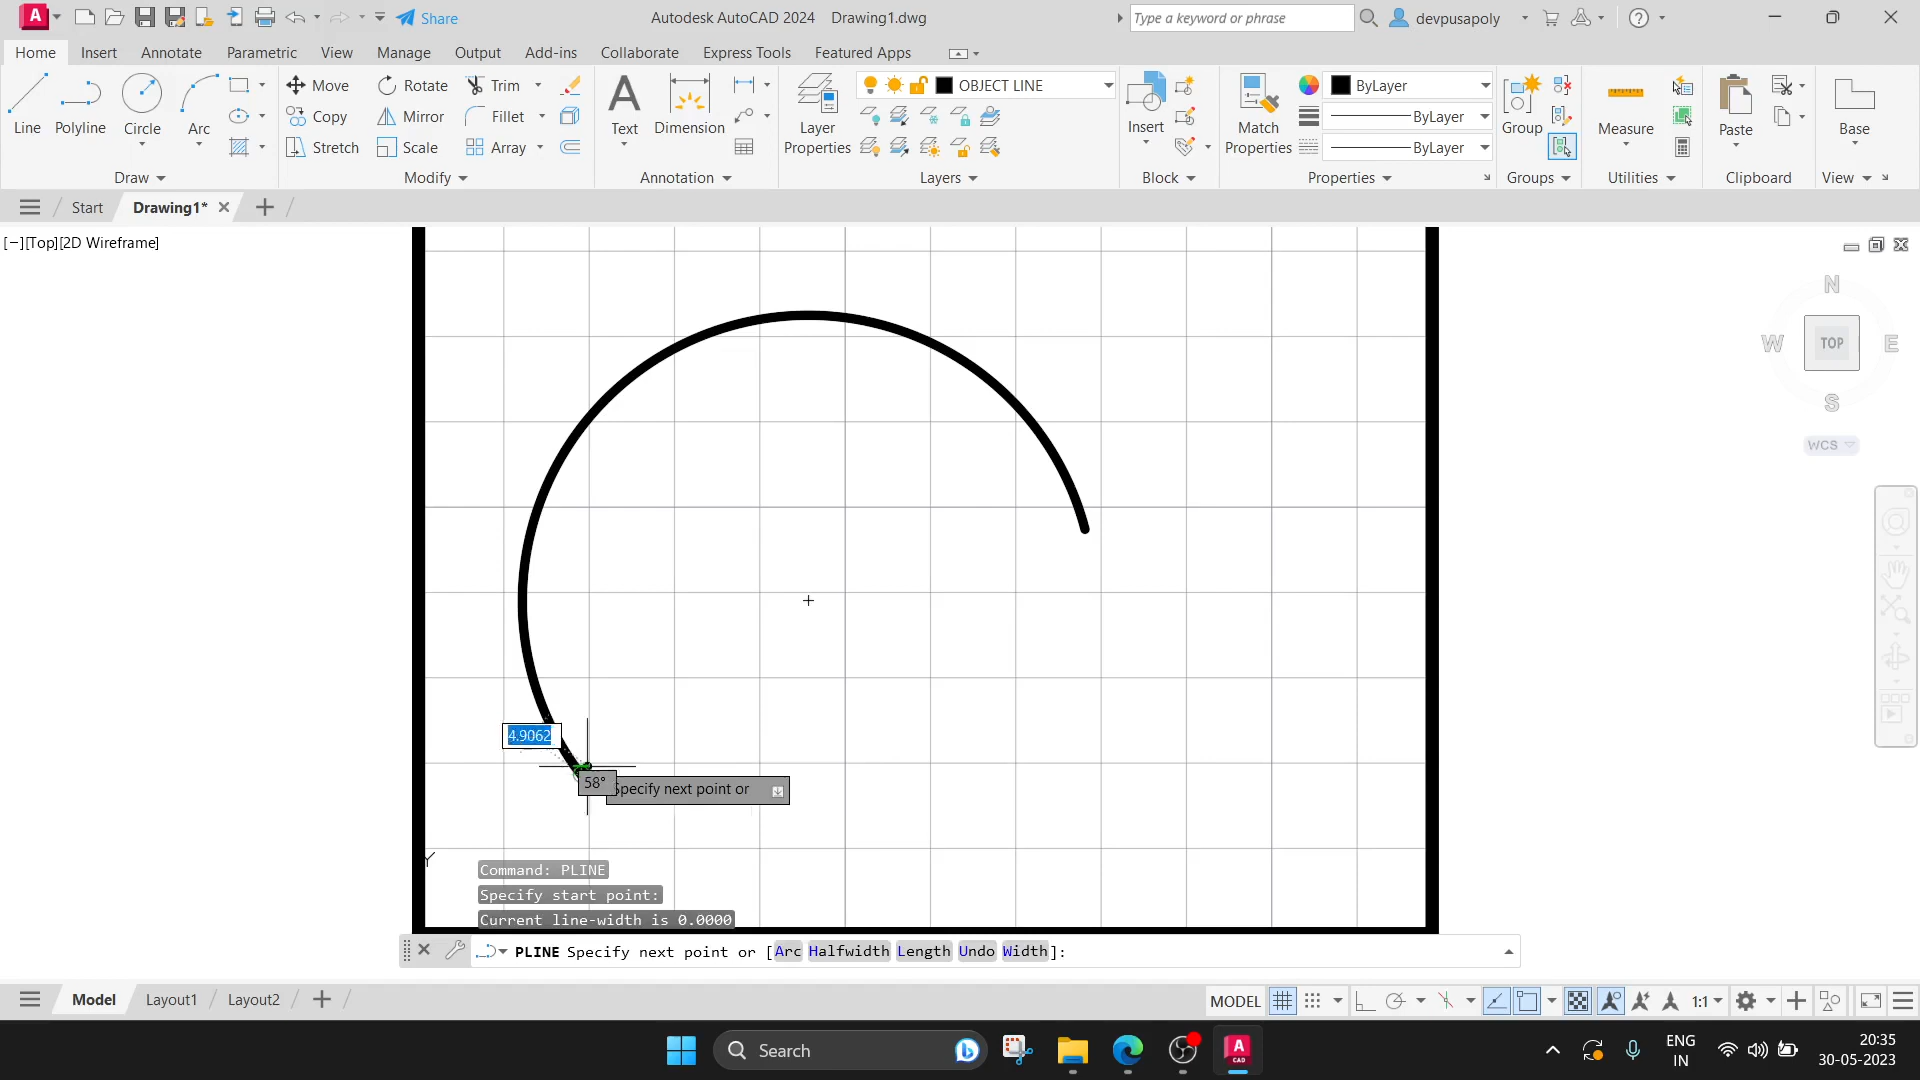 A Share Autodesk AutoCAD 2024 Drawing1.dwg Type a keyword or phrase devpusapoly
Home Insert Annotate Parametric View Manage Output Add-ins Collaborate Express Tools Featured Apps
Line Polyline Circle Arc
Move Rotate Trim
Copy Mirror Fillet
Stretch Scale Array
Text Dimension
Layer Properties
OBJECT LINE
Insert
Match Properties
ByLayer
ByLayer
ByLayer
Group Measure Paste Base
Draw Modify Annotation Layers Block Properties Groups Utilities Clipboard View
Start Drawing1*
[−][Top][2D Wireframe]
N
W TOP E
S
WCS
4.9062
58° Specify next point or
Y
Command: PLINE
Specify start point:
Current line-width is 0.0000
PLINE Specify next point or [Arc Halfwidth Length Undo Width]:
Model Layout1 Layout2 MODEL 1:1
Search A CAD ENG IN 20:35 30-05-2023